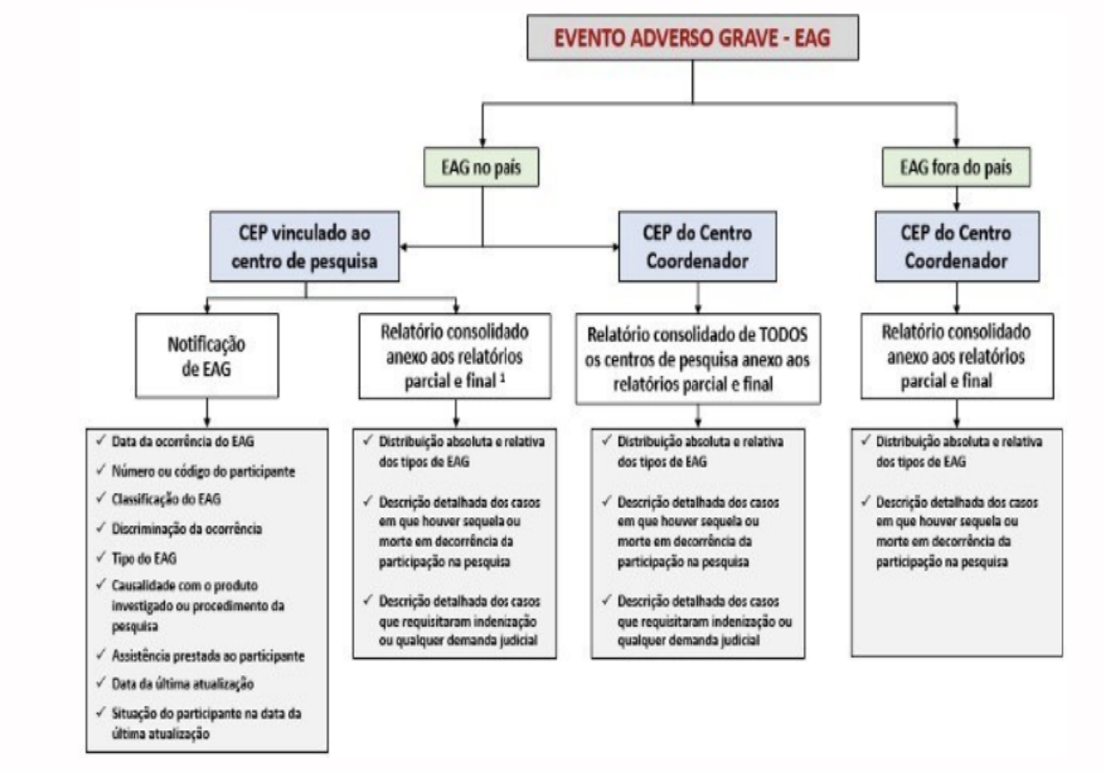 EVENTO ADVERSO GRAVE - EAG
EAG no país
EAG fora do país
CEP vinculado ao
centro de pesquisa
CEP do Centro
Coordenador
CEP do Centro
Coordenador
Notificação
de EAG
Relatório consolidado
anexo aos relatórios
parcial e final ¹
Relatório consolidado de TODOS
os centros de pesquisa anexo aos
relatórios parcial e final
Relatório consolidado
anexo aos relatórios
parcial e final
✓ Data da ocorrência do EAG
✓ Número ou código do participante
✓ Classificação do EAG
✓ Discriminação da ocorrência
✓ Tipo do EAG
✓ Causalidade com o produto
investigado ou procedimento da
pesquisa
✓ Assistência prestada ao participante
✓ Data da última atualização
✓ Situação do participante na data da
última atualização
✓ Distribuição absoluta e relativa
dos tipos de EAG
✓ Descrição detalhada dos casos
em que houver sequela ou
morte em decorrência da
participação na pesquisa
✓ Descrição detalhada dos casos
que requisitaram indenização
ou qualquer demanda judicial
✓ Distribuição absoluta e relativa
dos tipos de EAG
✓ Descrição detalhada dos casos
em que houver sequela ou
morte em decorrência da
participação na pesquisa
✓ Descrição detalhada dos casos
que requisitaram indenização ou
qualquer demanda judicial
✓ Distribuição absoluta e relativa
dos tipos de EAG
✓ Descrição detalhada dos casos
em que houver sequela ou
morte em decorrência da
participação na pesquisa